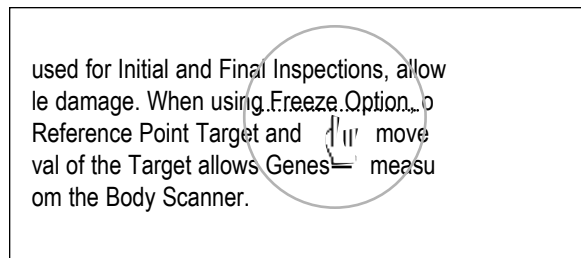 used for Initial and Final Inspections, allow
le damage. When using Freeze Option, o
Reference Point Target and move
val of the Target allows Genes measu
om the Body Scanner.